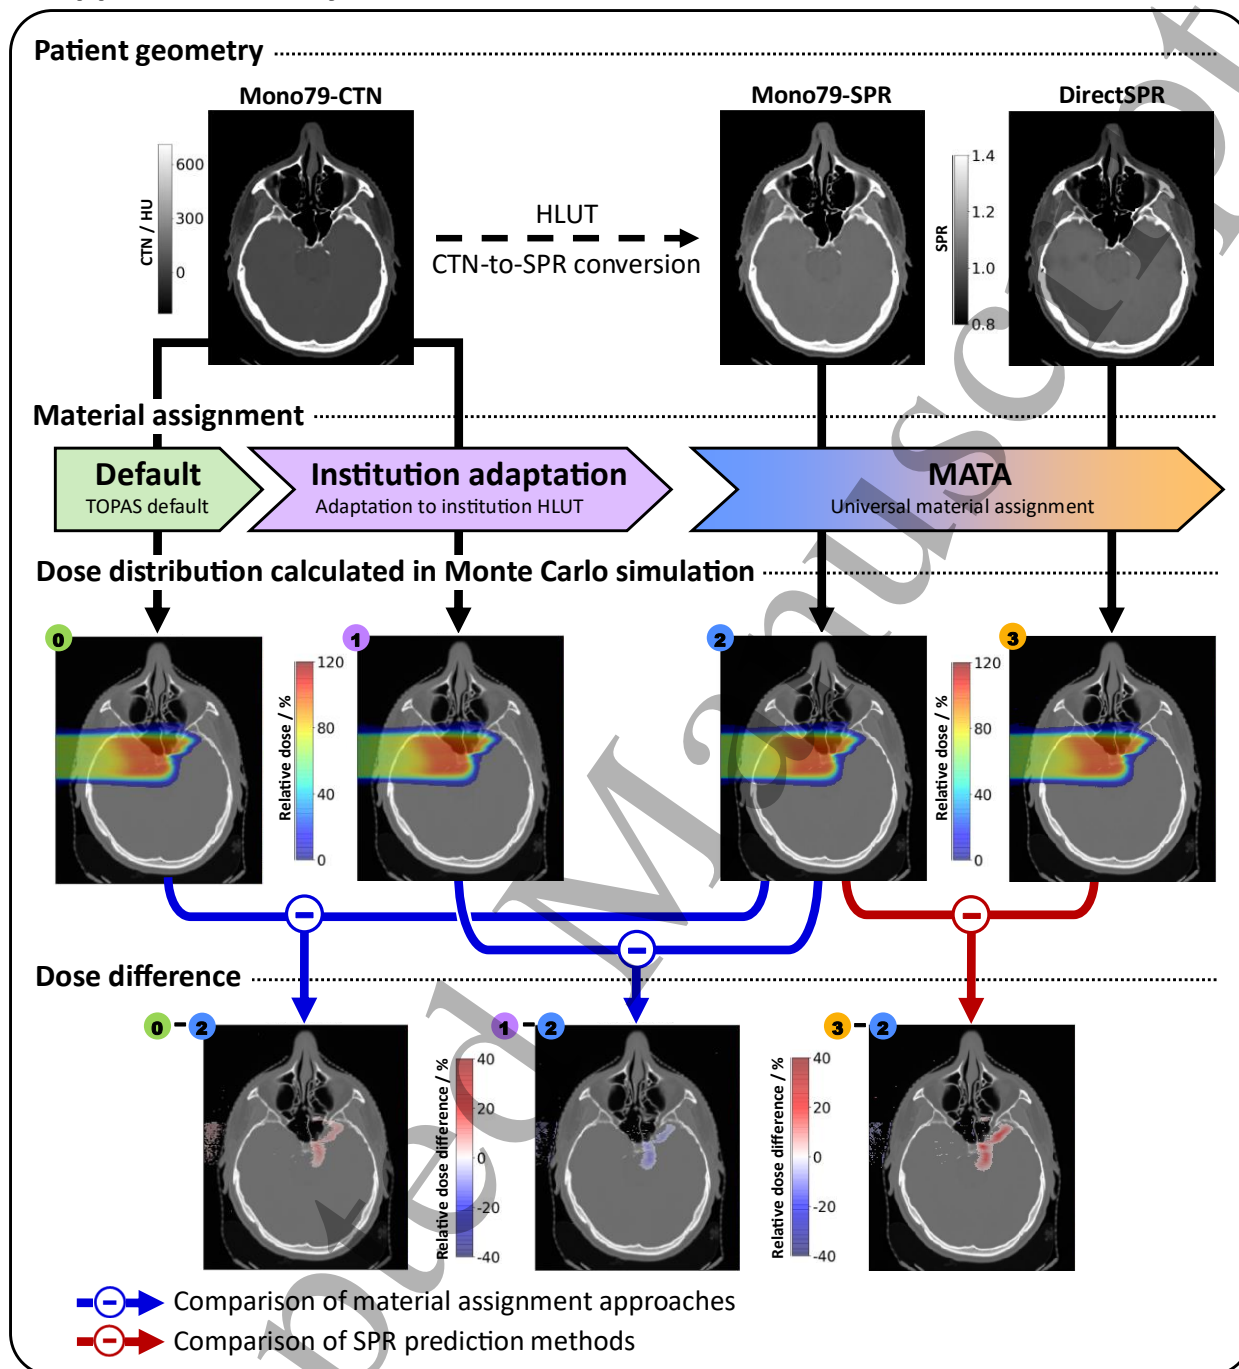 Patient geometry
Mono79-CTN
Mono79-SPR
DirectSPR
CTN / HU
600
300
0
HLUT
CTN-to-SPR conversion
SPR
1.4
1.2
1.0
0.8
Material assignment
Default
TOPAS default
Institution adaptation
Adaptation to institution HLUT
MATA
Universal material assignment
Dose distribution calculated in Monte Carlo simulation
0
1
2
3
Relative dose / %
120
80
40
0
Relative dose / %
120
80
40
0
Dose difference
0 - 2
1 - 2
3 - 2
Relative dose difference / %
40
20
0
-20
-40
Relative dose difference / %
40
20
0
-20
-40
Comparison of material assignment approaches
Comparison of SPR prediction methods
pted Manuscript